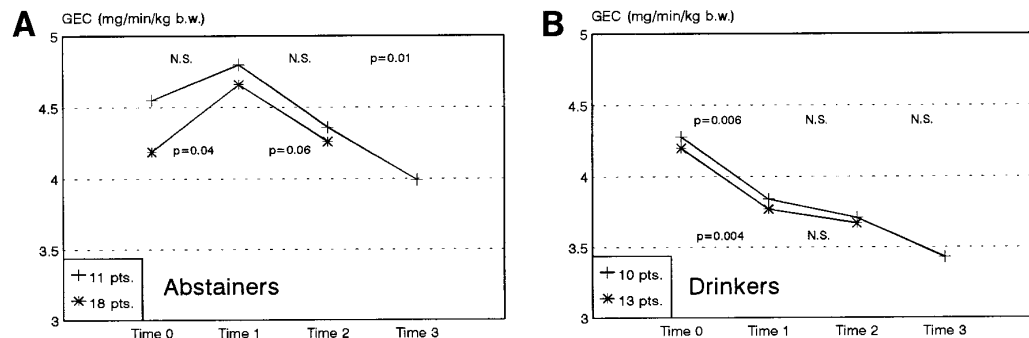 A
GEC (mg/min/kg b.w.)
5
N.S.
N.S.
p=0.01
4.5
p=0.04
p=0.06
4
3.5
11 pts.
18 pts.
Abstainers
3
Time 0
Time 1
Time 2
Time 3
B
GEC (mg/min/kg b.w.)
5
4.5
p=0.006
N.S.
N.S.
4
3.5
p=0.004
N.S.
10 pts.
13 pts.
Drinkers
3
Time 0
Time 1
Time 2
Time 3